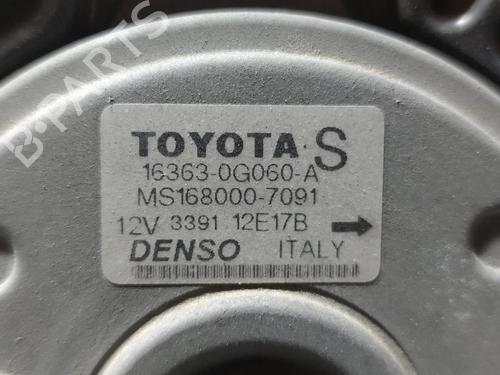 B-PARTS
TOYOTA S
16363-0G060-A
MS168000-7091
12V 3391 12E17B
DENSO ITALY